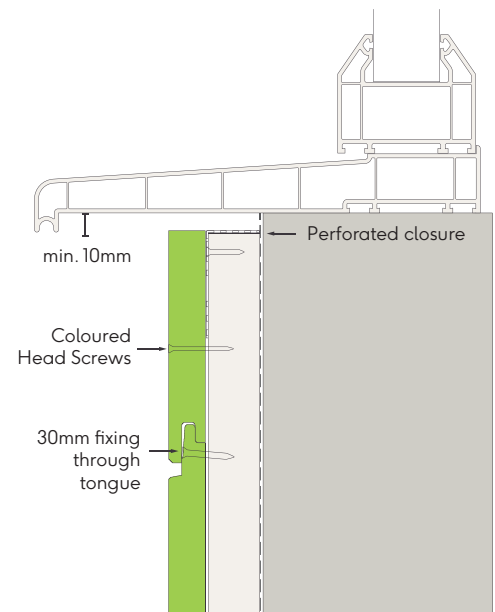 Perforated closure
min. 10mm
Coloured
Head Screws
30mm fixing
through
tongue